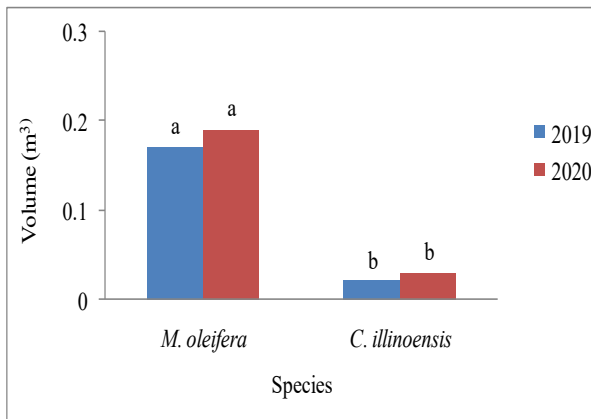 0.3
0.2
0.1
0
Volume (m³)
a
a
b
b
M. oleifera
C. illinoensis
Species
2019
2020